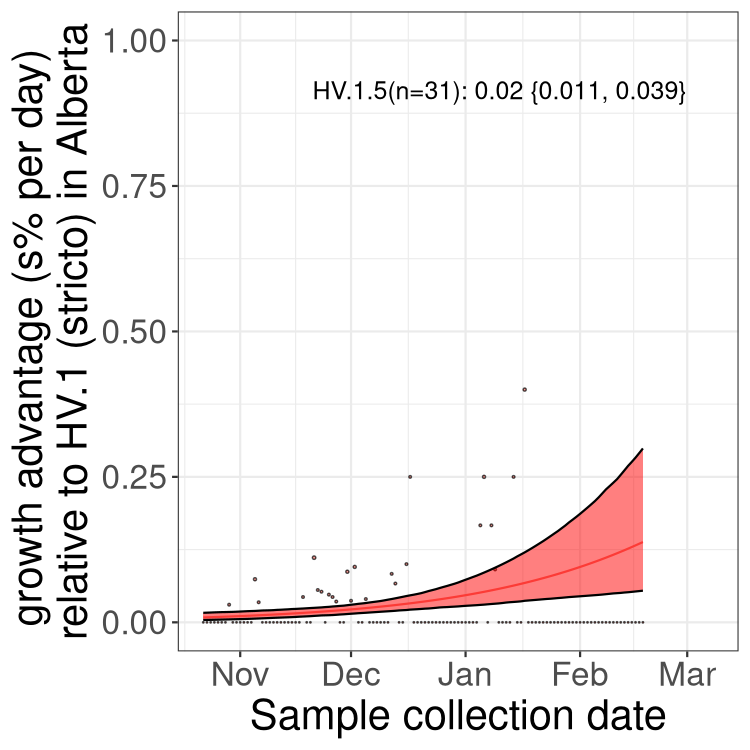 growth advantage (s% per day)
relative to HV.1 (stricto) in Alberta
1.00
0.75
0.50
0.25
0.00
HV.1.5(n=31): 0.02 {0.011, 0.039}
Nov
Dec
Jan
Feb
Mar
Sample collection date